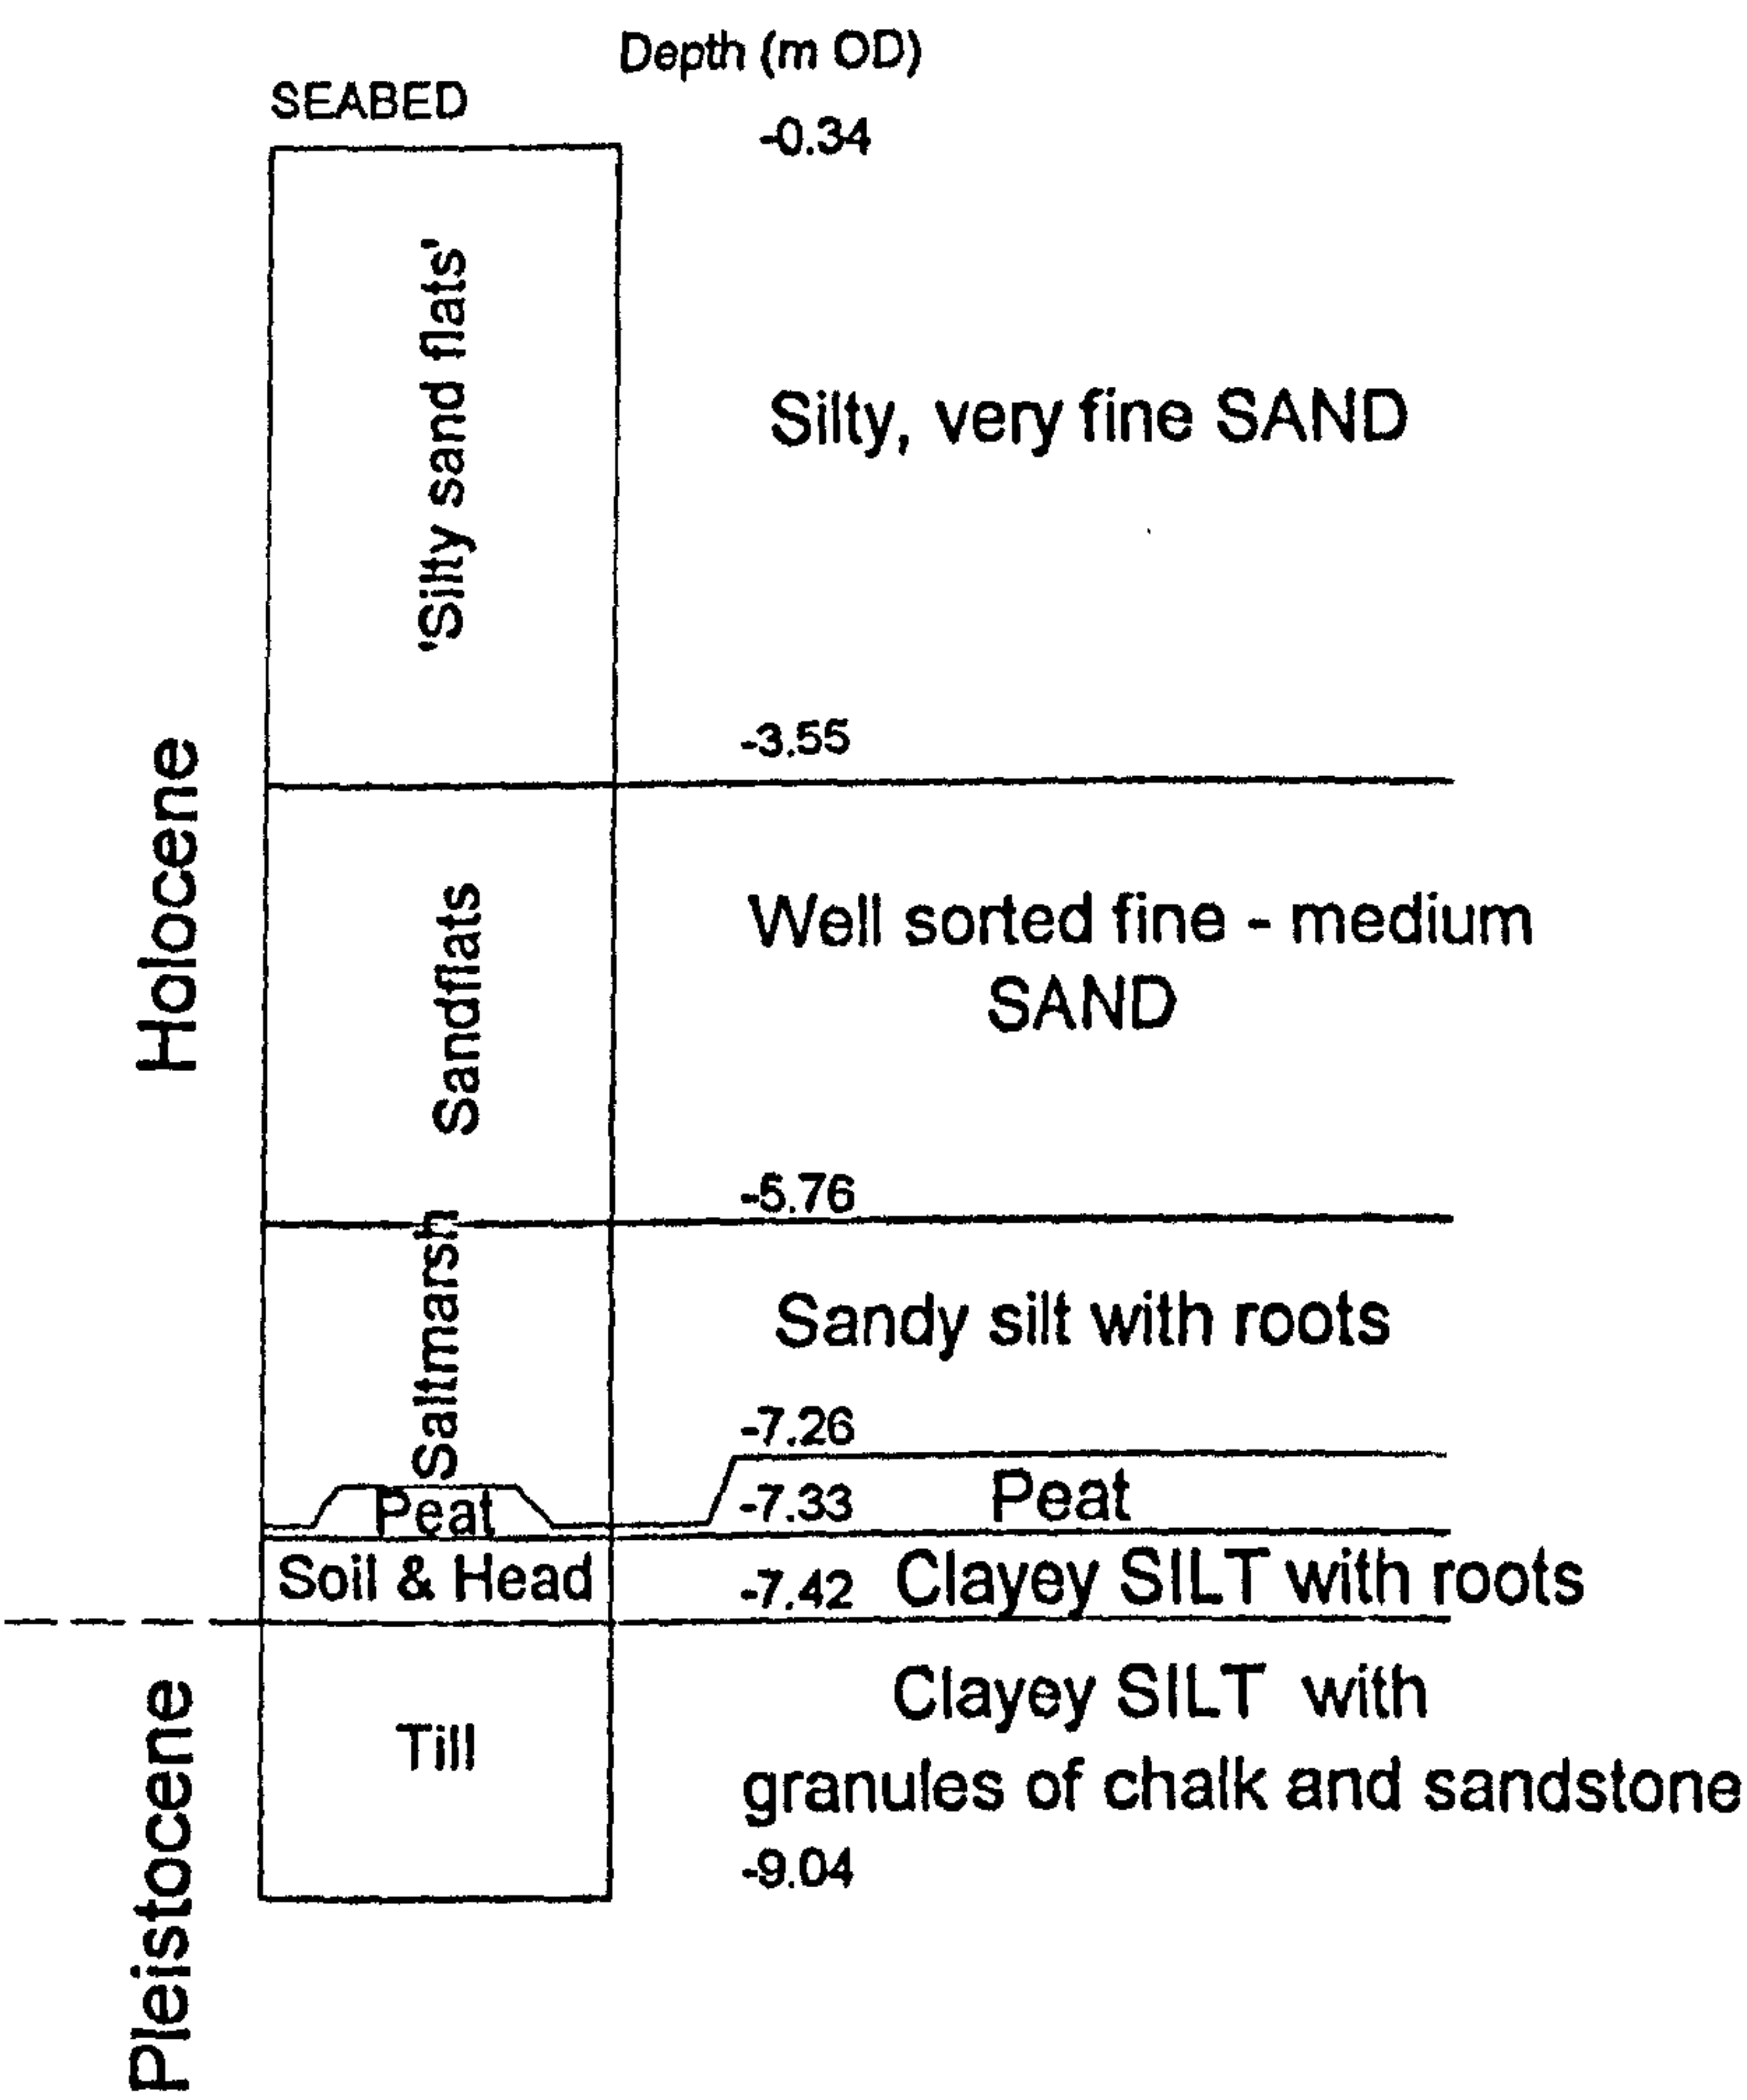 Depth (m OD)
SEABED
-0.34
'Silty sand flats'
Silty, very fine SAND
-3.55
Holocene
Sandflats
Well sorted fine - medium
SAND
-5.76
Saltmarsh
Sandy silt with roots
-7.26
Peat
-7.33
Peat
Soil & Head
-7.42
Clayey SILT with roots
Pleistocene
Till
Clayey SILT with
granules of chalk and sandstone
-9.04